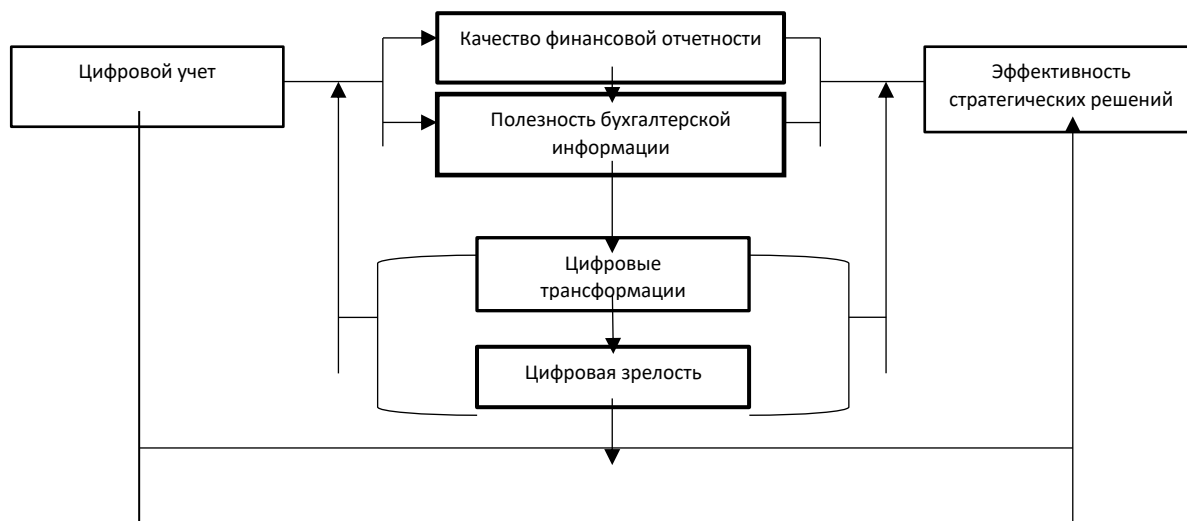 Качество финансовой отчетности
Цифровой учет
Эффективность
стратегических решений
Полезность бухгалтерской
информации
Цифровые
трансформации
Цифровая зрелость